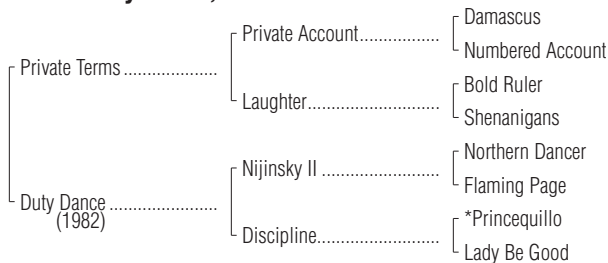 Damascus
Private Account
Numbered Account
Private Terms
Bold Ruler
Laughter
Shenanigans
Northern Dancer
Nijinsky II
Flaming Page
Duty Dance
(1982)
*Princequillo
Discipline
Lady Be Good